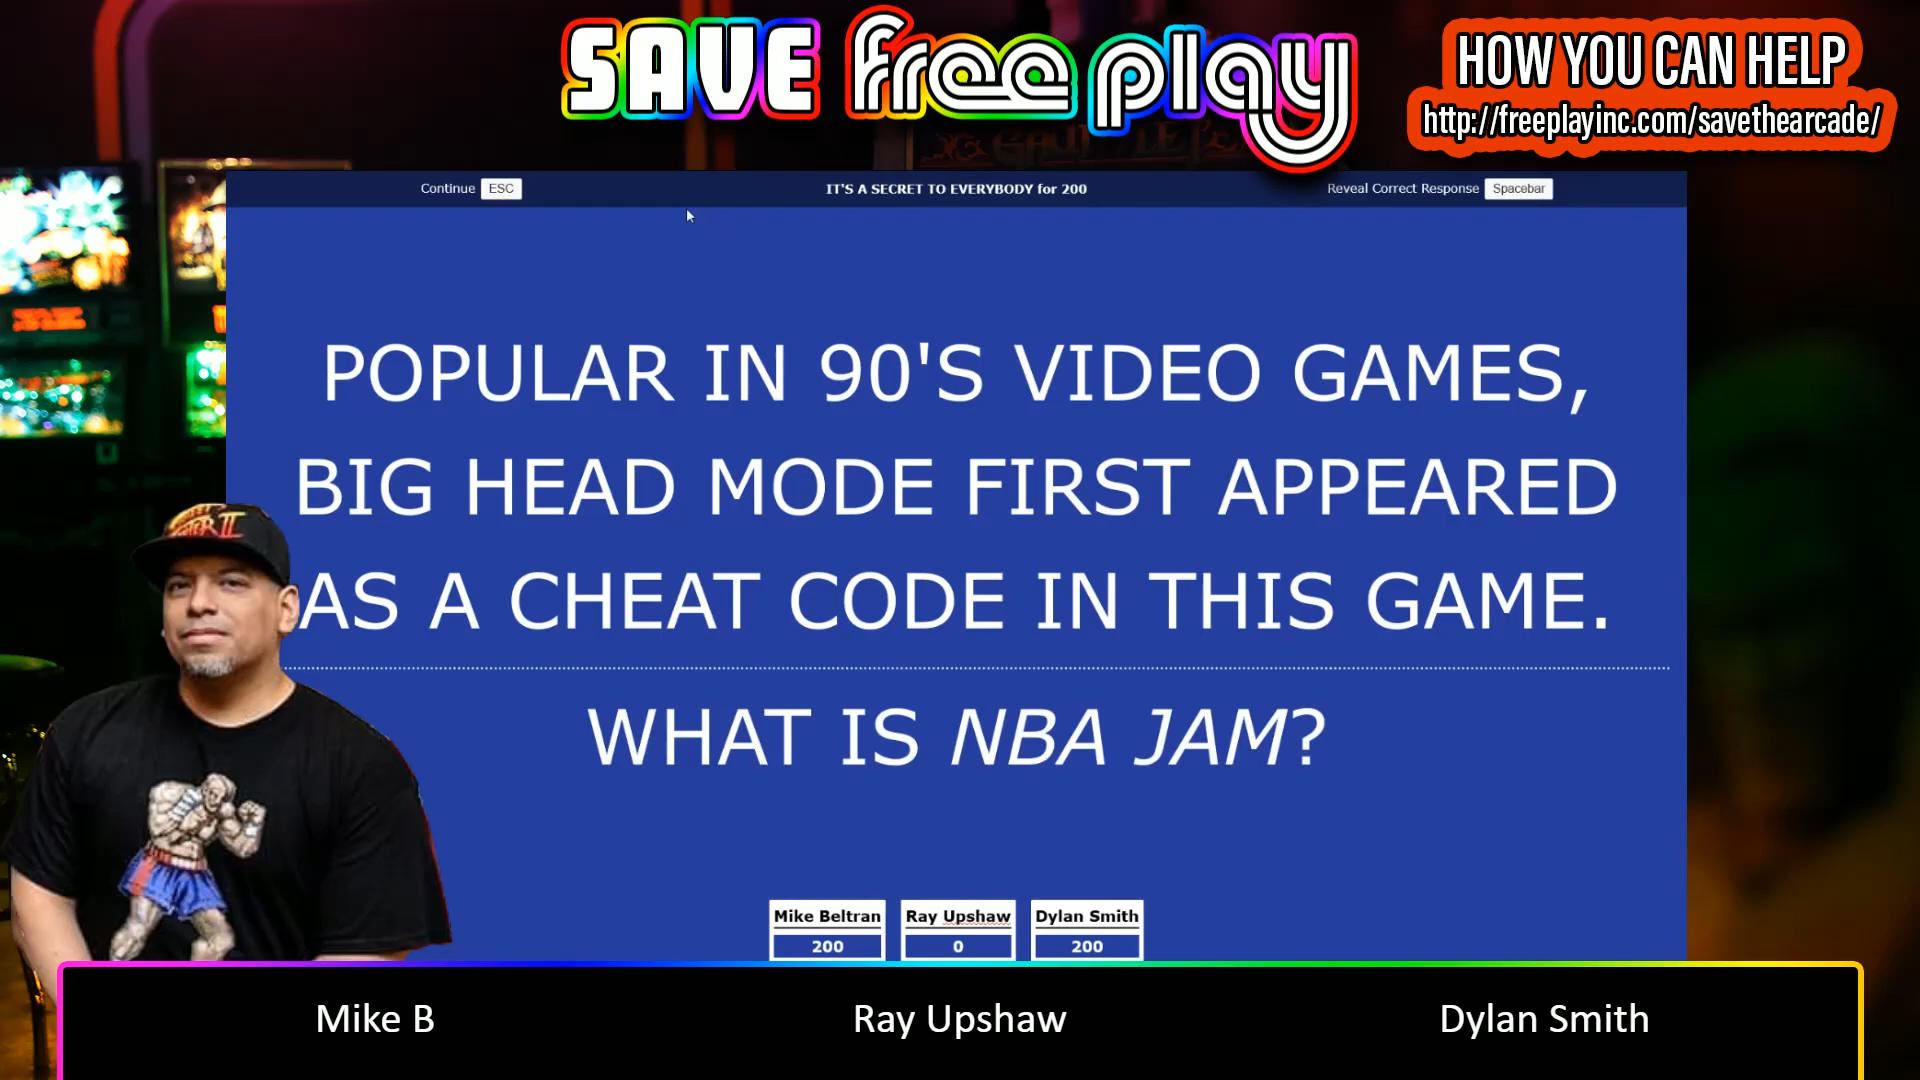 SAVE free play
HOW YOU CAN HELP
http://freeplayinc.com/savethearcade/
Continue ESC
IT'S A SECRET TO EVERYBODY for 200
Reveal Correct Response Spacebar
POPULAR IN 90'S VIDEO GAMES,
BIG HEAD MODE FIRST APPEARED
AS A CHEAT CODE IN THIS GAME.
WHAT IS NBA JAM?
Mike Beltran
200
Ray Upshaw
0
Dylan Smith
200
Mike B
Ray Upshaw
Dylan Smith